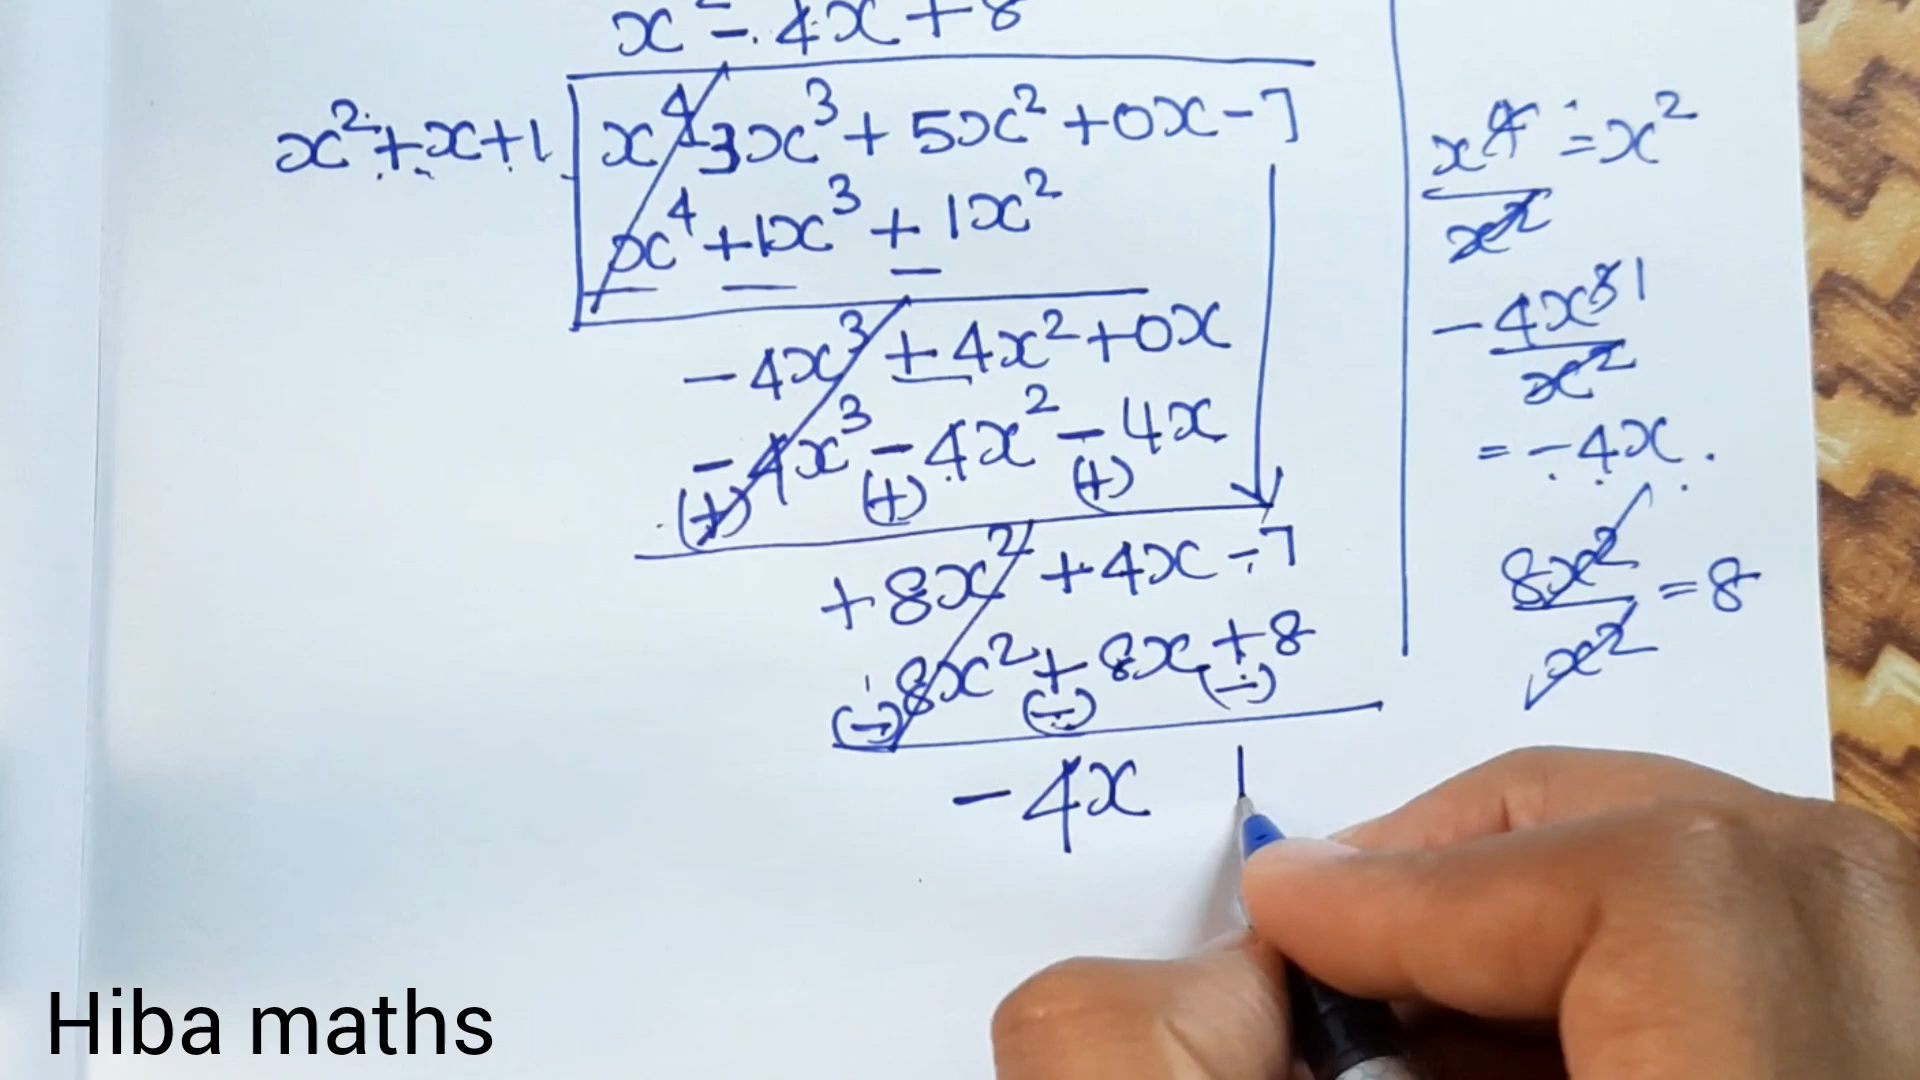 x² - 4x + 8
x² + x + 1 | x⁴ - 3x³ + 5x² + 0x - 7
x⁴ + 1x³ + 1x²
- 4x³ + 4x² + 0x
- 4x³ - 4x² - 4x
(+) (+) (+)
+ 8x² + 4x - 7
8x² + 8x + 8
(-) (-) (-)
- 4x
x⁴ = x²
x²
- 4x³ 1
x²
= - 4x.
8x² = 8
x²
Hiba maths